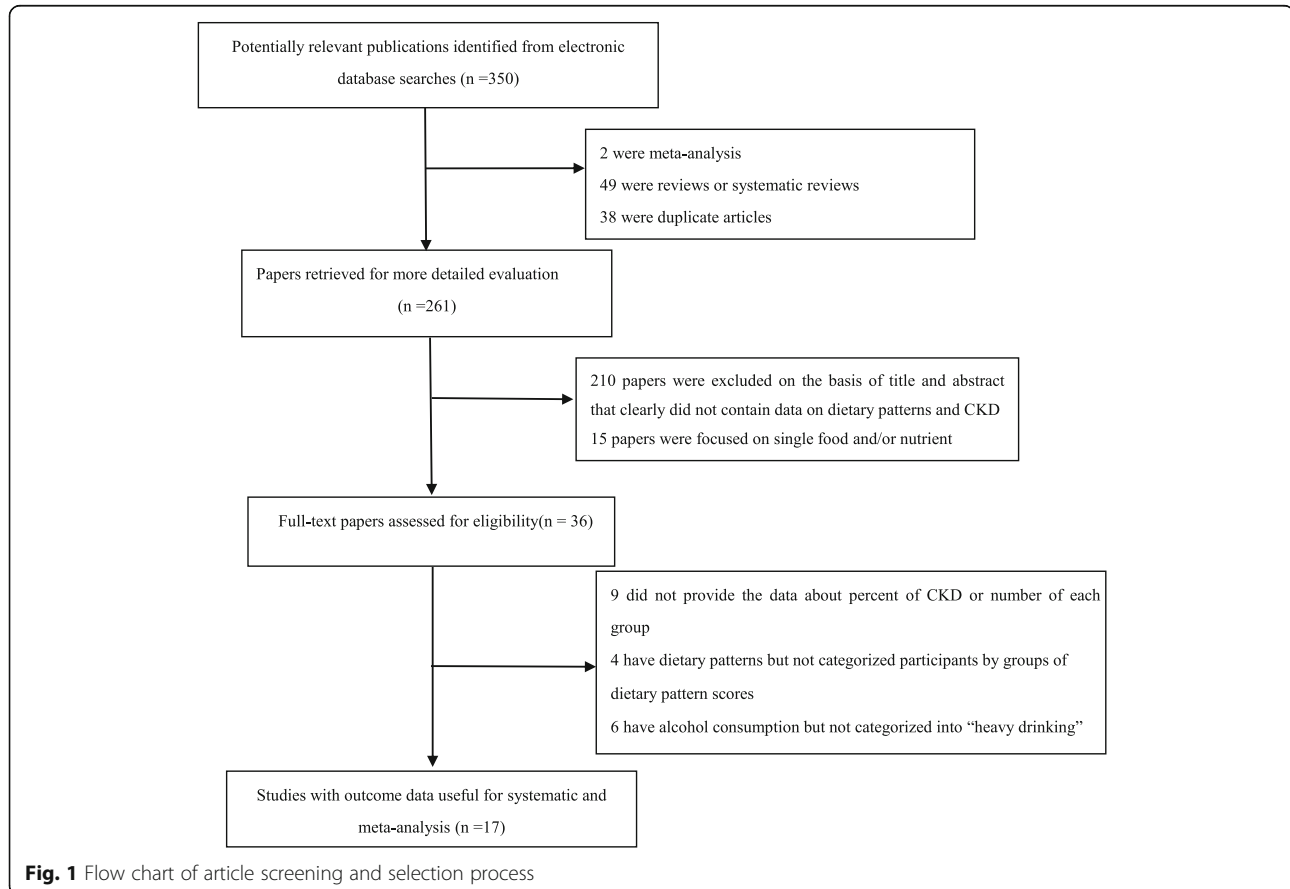 Potentially relevant publications identified from electronic
database searches (n =350)
2 were meta-analysis
49 were reviews or systematic reviews
38 were duplicate articles
Papers retrieved for more detailed evaluation
(n =261)
210 papers were excluded on the basis of title and abstract
that clearly did not contain data on dietary patterns and CKD
15 papers were focused on single food and/or nutrient
Full-text papers assessed for eligibility(n = 36)
9 did not provide the data about percent of CKD or number of each
group
4 have dietary patterns but not categorized participants by groups of
dietary pattern scores
6 have alcohol consumption but not categorized into “heavy drinking”
Studies with outcome data useful for systematic and
meta-analysis (n =17)
Fig. 1 Flow chart of article screening and selection process